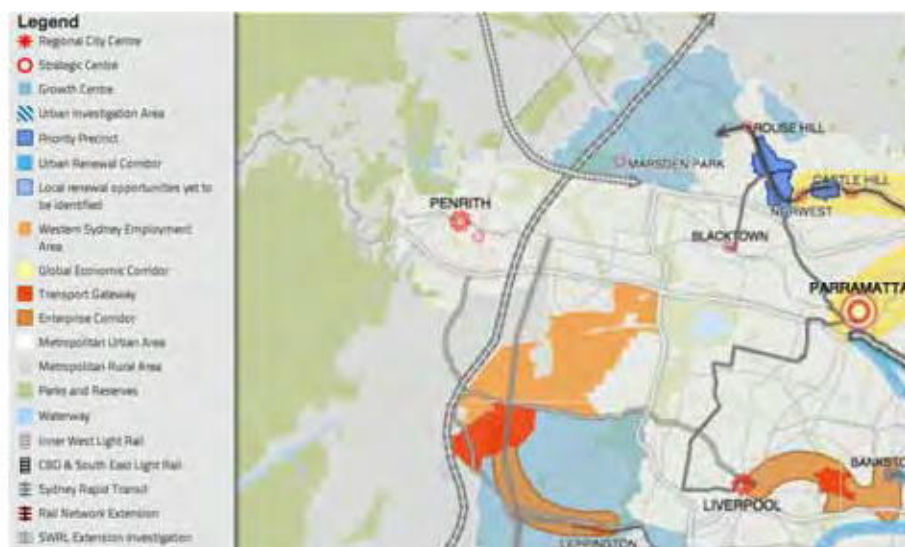 Legend
Regional City Centre
Strategic Centre
Growth Centre
Urban Investigation Area
Priority Precinct
Urban Renewal Corridor
Local renewal opportunities yet to
be identified
Western Sydney Employment
Area
Global Economic Corridor
Transport Gateway
Enterprise Corridor
Metropolitan Urban Area
Metropolitan Rural Area
Parks and Reserves
Waterway
Inner West Light Rail
CBD & South East Light Rail
Sydney Rapid Transit
Rail Network Extension
SWRL Extension Investigation
ROUSE HILL
MARSDEN PARK
CASTLE HILL
PENRITH
NORWEST
BLACKTOWN
PARRAMATTA
BANKSTO
LIVERPOOL
LEPPINGTON